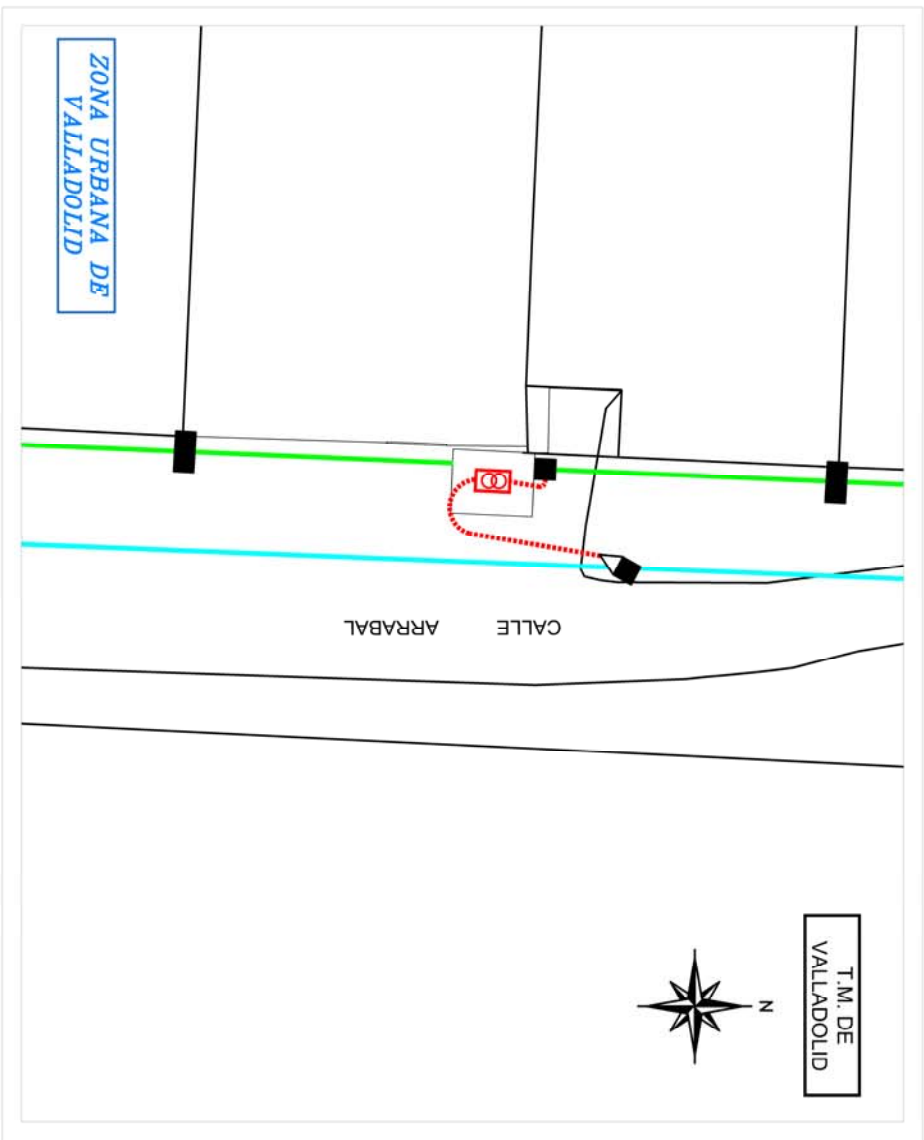 ZONA URBANA DE
VALLADOLID
CALLE ARRABAL
N
T.M. DE
VALLADOLID